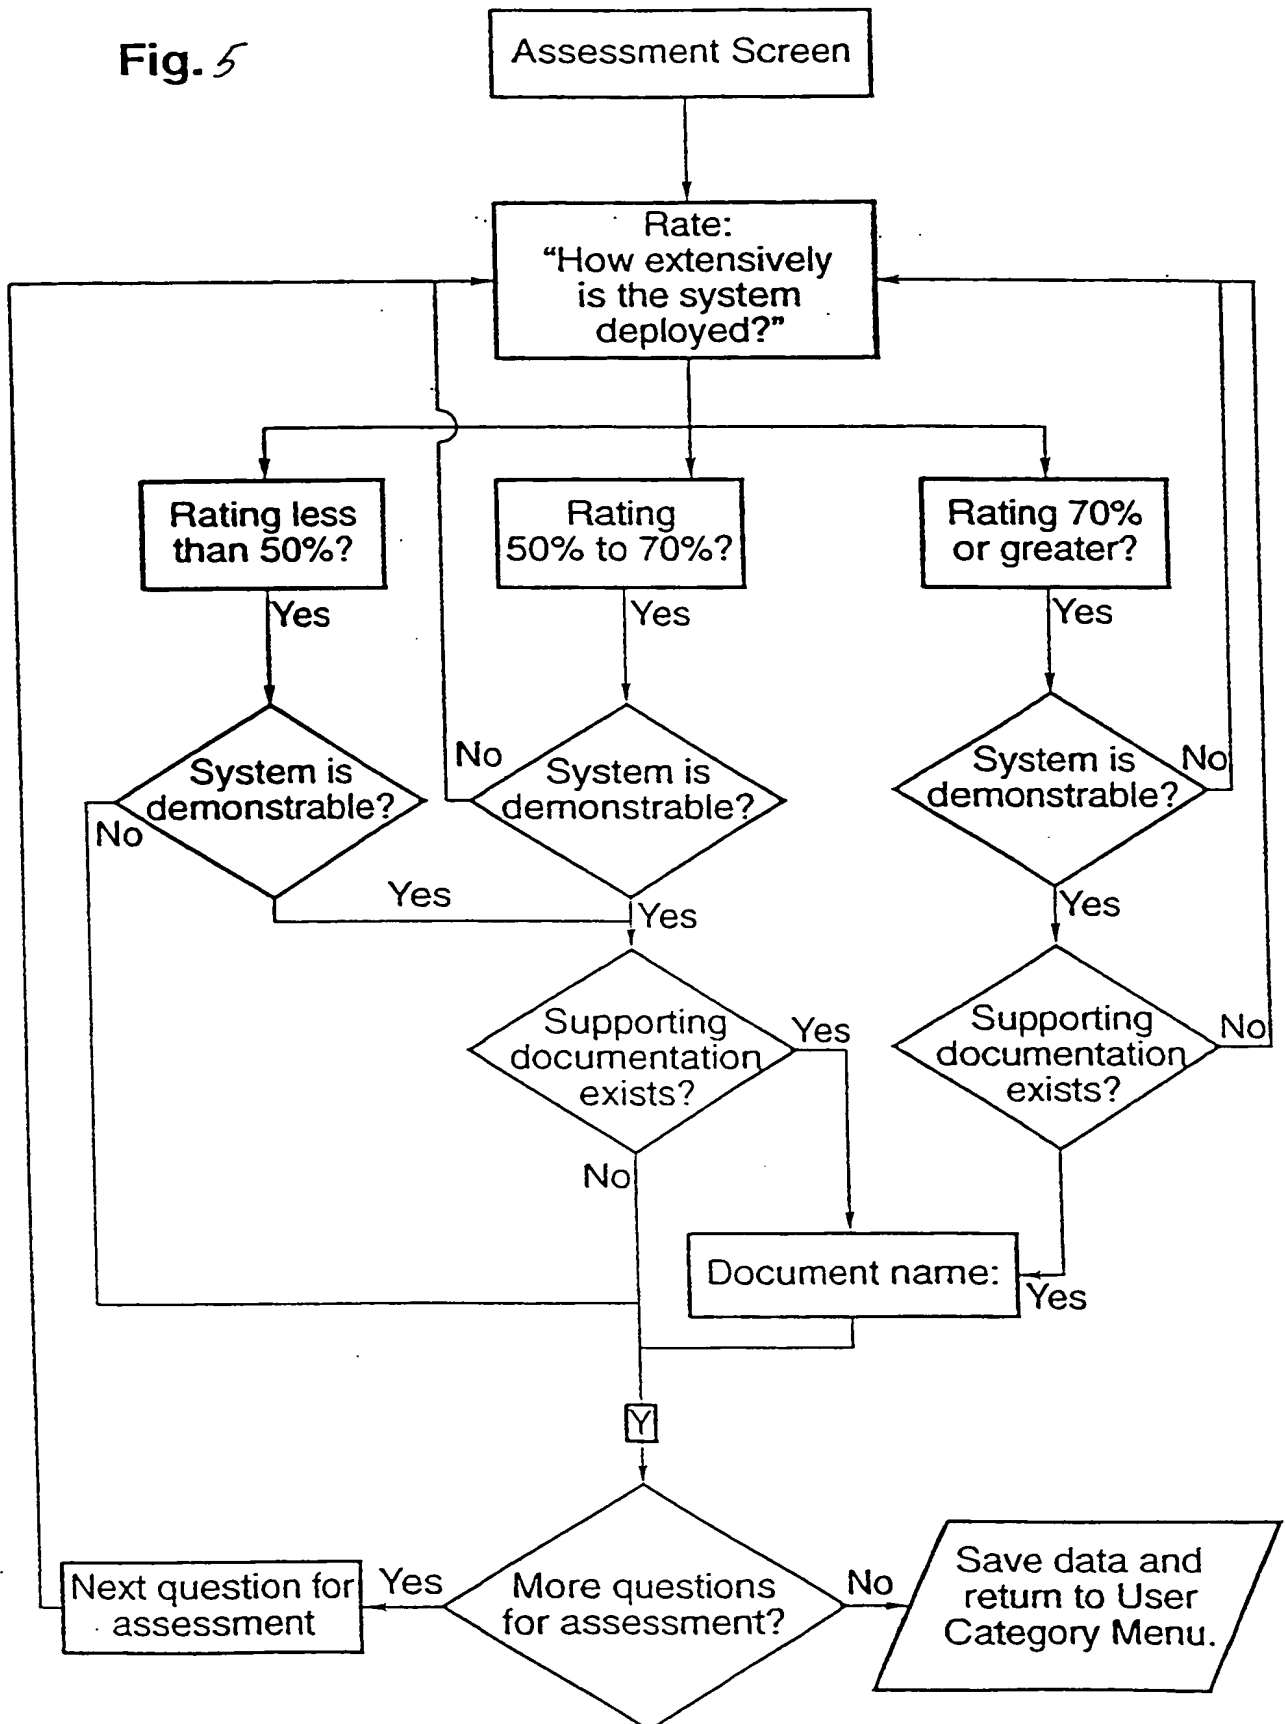 Fig. 5
Assessment Screen
Rate:
“How extensively
is the system
deployed?”
Rating less
than 50%?
Rating
50% to 70%?
Rating 70%
or greater?
Yes
Yes
Yes
System is
demonstrable?
No
No
System is
demonstrable?
System is
demonstrable?
No
Yes
Yes
Yes
Supporting
documentation
exists?
Yes
No
Supporting
documentation
exists?
No
Document name:
Yes
Y
Next question for
assessment
Yes
More questions
for assessment?
No
Save data and
return to User
Category Menu.